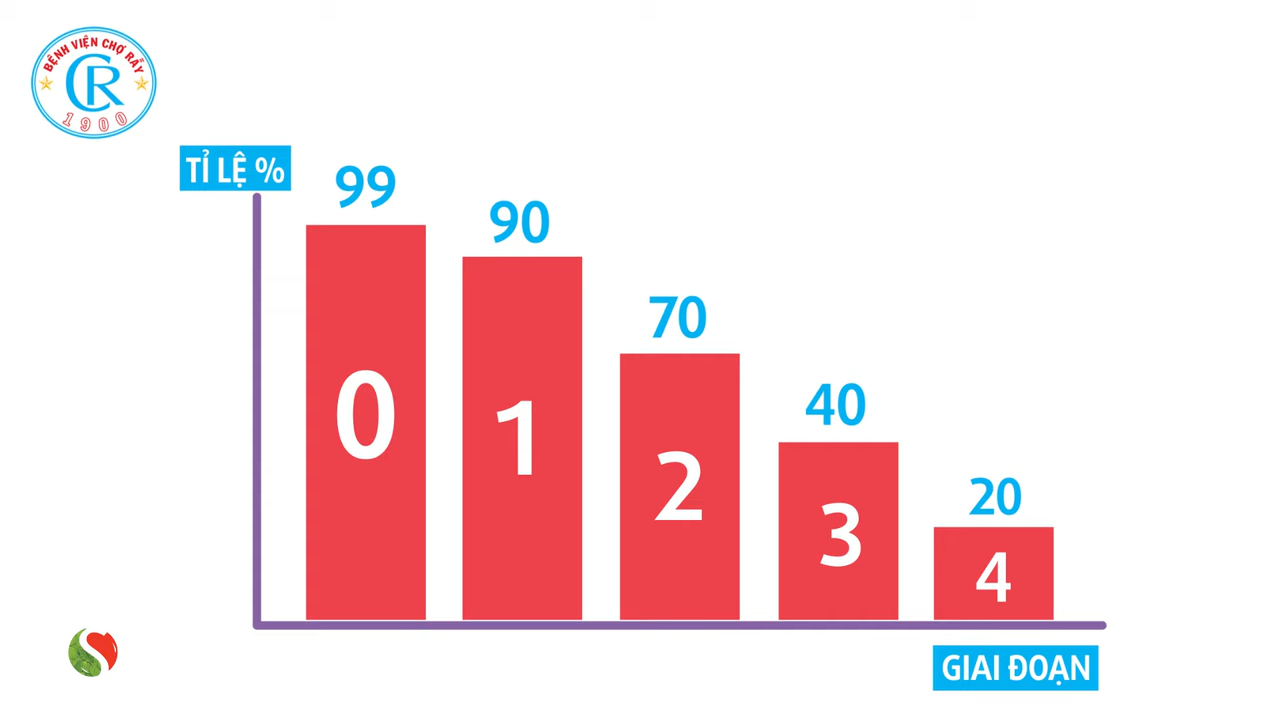 BỆNH VIỆN CHỢ RẪY
CR
1900
TỈ LỆ %
99
90
70
40
20
0
1
2
3
4
GIAI ĐOẠN